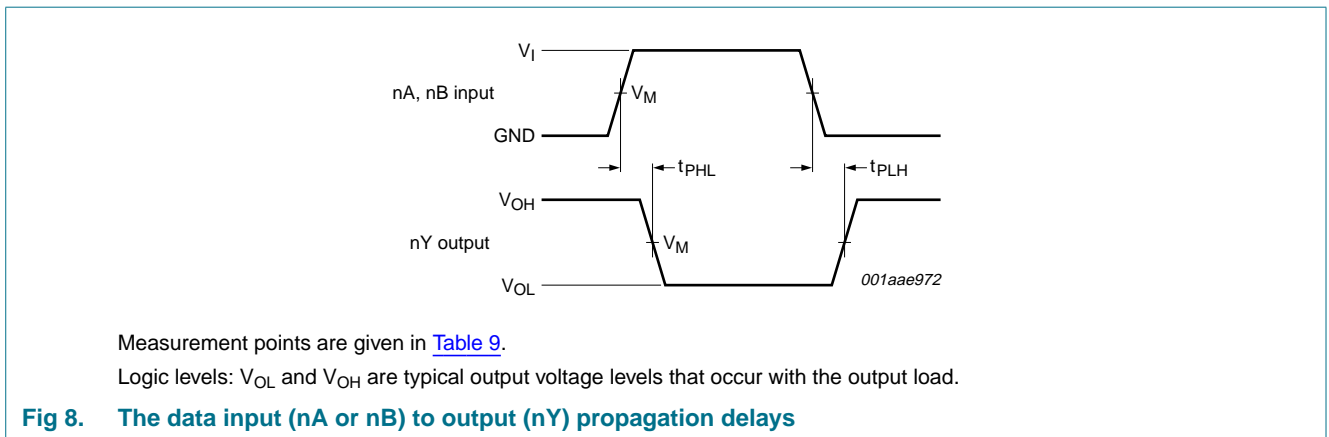 V_I
nA, nB input
V_M
GND
t_PHL
t_PLH
V_OH
nY output
V_M
V_OL
001aae972
Measurement points are given in Table 9.
Logic levels: V_OL and V_OH are typical output voltage levels that occur with the output load.
Fig 8. The data input (nA or nB) to output (nY) propagation delays